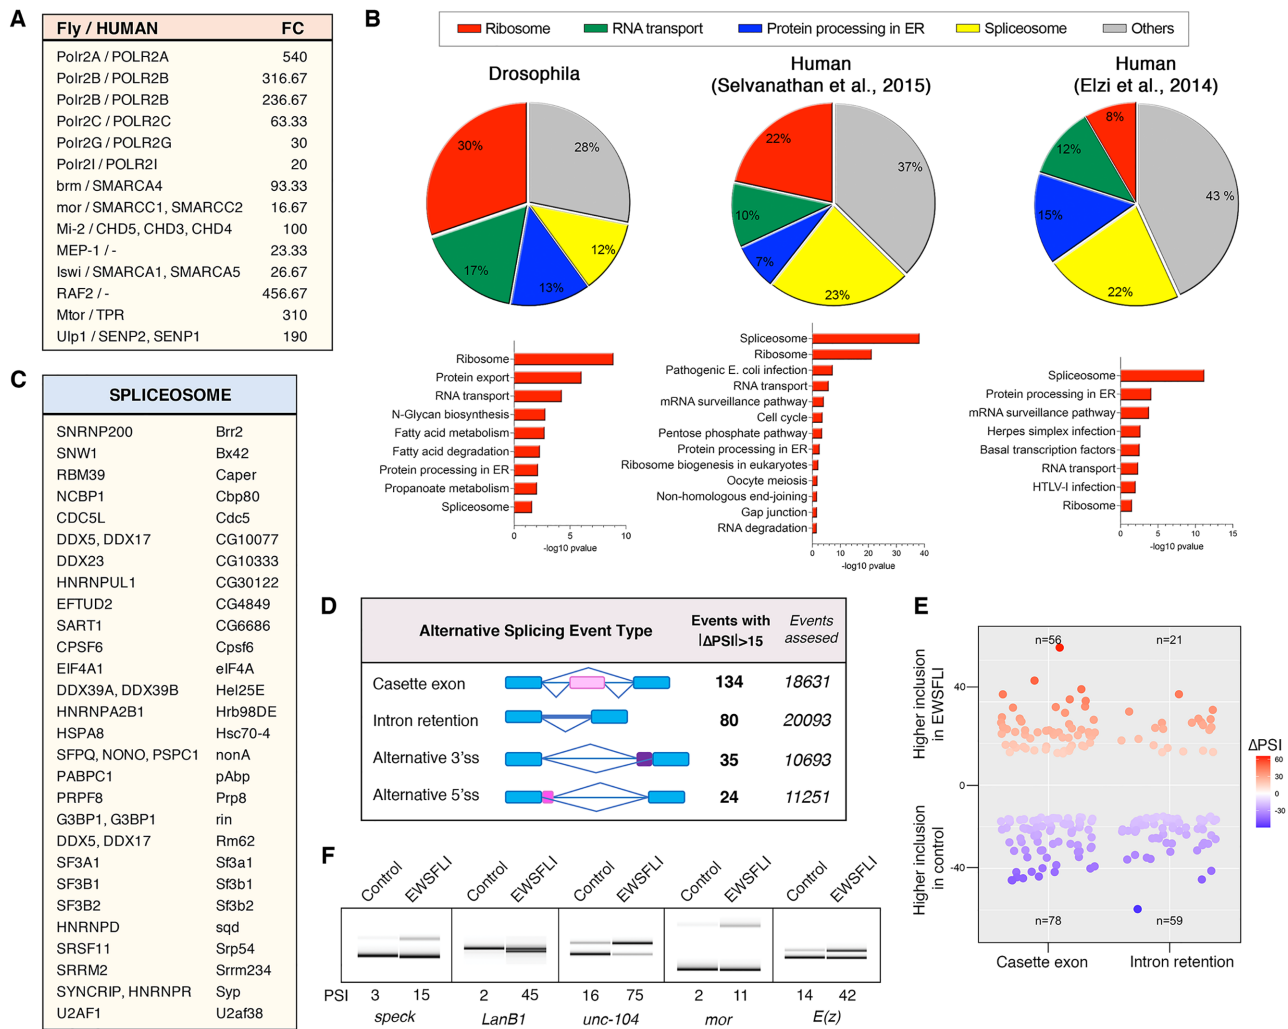 A
Fly / HUMAN FC
Polr2A / POLR2A 540
Polr2B / POLR2B 316.67
Polr2B / POLR2B 236.67
Polr2C / POLR2C 63.33
Polr2G / POLR2G 30
Polr2I / POLR2I 20
brm / SMARCA4 93.33
mor / SMARCC1, SMARCC2 16.67
Mi-2 / CHD5, CHD3, CHD4 100
MEP-1 / - 23.33
Iswi / SMARCA1, SMARCA5 26.67
RAF2 / - 456.67
Mtor / TPR 310
Ulp1 / SENP2, SENP1 190
B
Ribosome RNA transport Protein processing in ER Spliceosome Others
Drosophila
30%
28%
17%
13%
12%
Human
(Selvanathan et al., 2015)
22%
37%
10%
7%
23%
Human
(Elzi et al., 2014)
8%
12%
43 %
15%
22%
Ribosome
Protein export
RNA transport
N-Glycan biosynthesis
Fatty acid metabolism
Fatty acid degradation
Protein processing in ER
Propanoate metabolism
Spliceosome
0 5 10
-log10 pvalue
Spliceosome
Ribosome
Pathogenic E. coli infection
RNA transport
mRNA surveillance pathway
Cell cycle
Pentose phosphate pathway
Protein processing in ER
Ribosome biogenesis in eukaryotes
Oocyte meiosis
Non-homologous end-joining
Gap junction
RNA degradation
0 10 20 30 40
-log10 pvalue
Spliceosome
Protein processing in ER
mRNA surveillance pathway
Herpes simplex infection
Basal transcription factors
RNA transport
HTLV-I infection
Ribosome
0 5 10 15
-log10 pvalue
C
SPLICEOSOME
SNRNP200 Brr2
SNW1 Bx42
RBM39 Caper
NCBP1 Cbp80
CDC5L Cdc5
DDX5, DDX17 CG10077
DDX23 CG10333
HNRNPUL1 CG30122
EFTUD2 CG4849
SART1 CG6686
CPSF6 Cpsf6
EIF4A1 eIF4A
DDX39A, DDX39B Hel25E
HNRNPA2B1 Hrb98DE
HSPA8 Hsc70-4
SFPQ, NONO, PSPC1 nonA
PABPC1 pAbp
PRPF8 Prp8
G3BP1, G3BP1 rin
DDX5, DDX17 Rm62
SF3A1 Sf3a1
SF3B1 Sf3b1
SF3B2 Sf3b2
HNRNPD sqd
SRSF11 Srp54
SRRM2 Srrm234
SYNCRIP, HNRNPR Syp
U2AF1 U2af38
D
Alternative Splicing Event Type Events with |ΔPSI|>15 Events assesed
Casette exon 134 18631
Intron retention 80 20093
Alternative 3'ss 35 10693
Alternative 5'ss 24 11251
E
Higher inclusion in EWSFLI
Higher inclusion in control
40
0
-40
n=56 n=21
n=78 n=59
Casette exon Intron retention
ΔPSI
60
30
0
-30
F
Control EWSFLI Control EWSFLI Control EWSFLI Control EWSFLI Control EWSFLI
PSI 3 15 2 45 16 75 2 11 14 42
speck LanB1 unc-104 mor E(z)